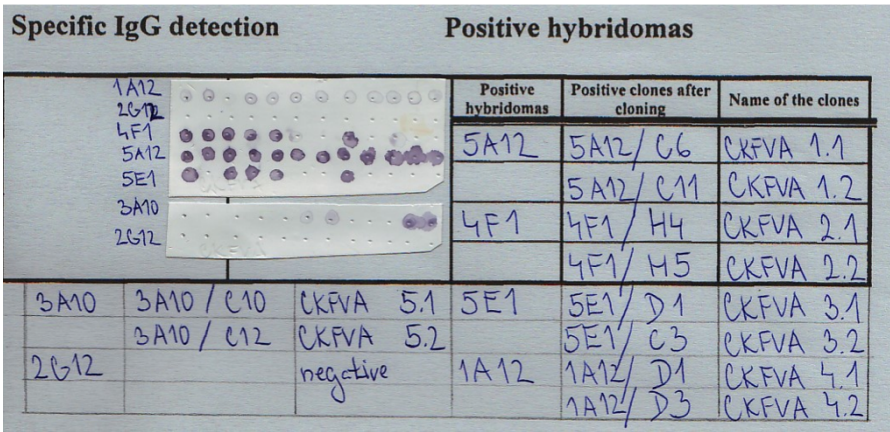 Specific IgG detection Positive hybridomas
Positive hybridomas Positive clones after cloning Name of the clones
1A12
2G12
4F1
5A12
5E1
3A10
2G12
CKFVA
5A12 5A12/C6 CKFVA 1.1
5A12/C11 CKFVA 1.2
4F1 4F1/H4 CKFVA 2.1
4F1/H5 CKFVA 2.2
3A10 3A10/C10 CKFVA 5.1 5E1 5E1/D1 CKFVA 3.1
3A10/C12 CKFVA 5.2 5E1/C3 CKFVA 3.2
2G12 negative 1A12 1A12/D1 CKFVA 4.1
1A12/D3 CKFVA 4.2